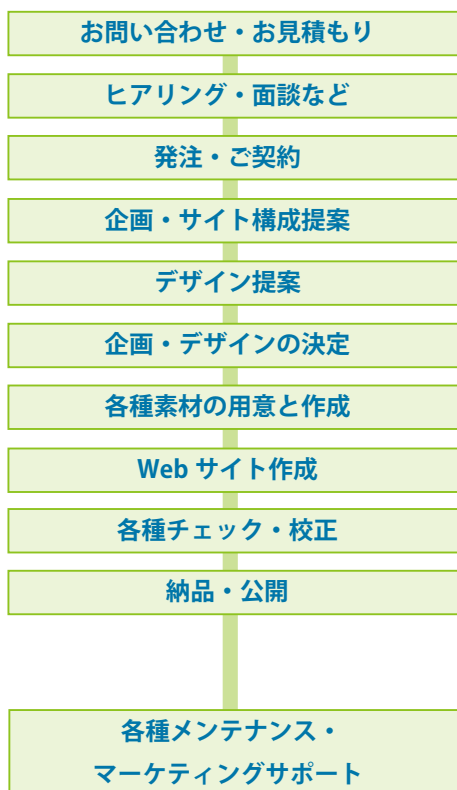 お問い合わせ・お見積もり
ヒアリング・面談など
発注・ご契約
企画・サイト構成提案
デザイン提案
企画・デザインの決定
各種素材の用意と作成
Web サイト作成
各種チェック・校正
納品・公開
各種メンテナンス・
マーケティングサポート